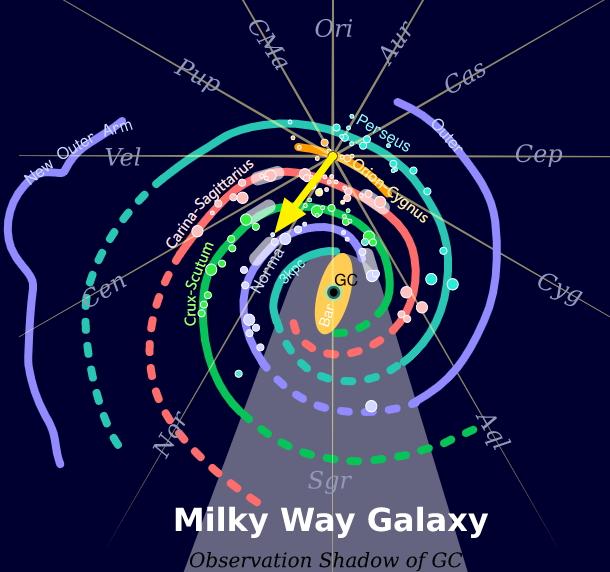 Ori
CMa
Aur
Pup
Cas
New Outer Arm
Perseus
Outer
Vel
Cep
Carina-Sagittarius
Orion-Cygnus
Crux-Scutum
Norma
3kpc
GC
Bar
Cen
Cyg
Nor
Aql
Sgr
Milky Way Galaxy
Observation Shadow of GC